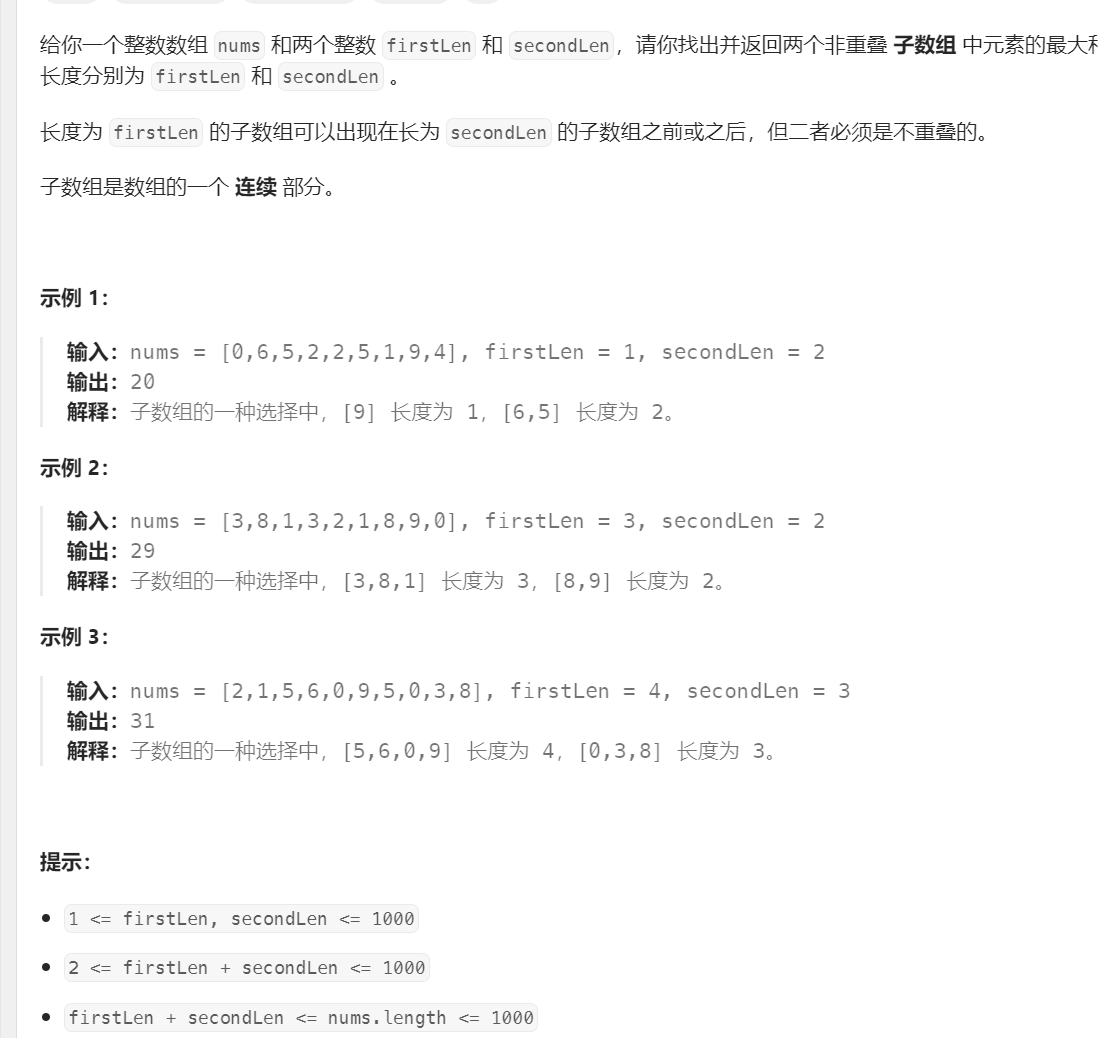 给你一个整数数组 nums 和两个整数 firstLen 和 secondLen，请你找出并返回两个非重叠 子数组 中元素的最大
长度分别为 firstLen 和 secondLen 。
长度为 firstLen 的子数组可以出现在长为 secondLen 的子数组之前或之后，但二者必须是不重叠的。
子数组是数组的一个 连续 部分。
示例 1：
输入：nums = [0,6,5,2,2,5,1,9,4], firstLen = 1, secondLen = 2
输出：20
解释：子数组的一种选择中，[9] 长度为 1，[6,5] 长度为 2。
示例 2：
输入：nums = [3,8,1,3,2,1,8,9,0], firstLen = 3, secondLen = 2
输出：29
解释：子数组的一种选择中，[3,8,1] 长度为 3，[8,9] 长度为 2。
示例 3：
输入：nums = [2,1,5,6,0,9,5,0,3,8], firstLen = 4, secondLen = 3
输出：31
解释：子数组的一种选择中，[5,6,0,9] 长度为 4，[0,3,8] 长度为 3。
提示：
1 <= firstLen, secondLen <= 1000
2 <= firstLen + secondLen <= 1000
firstLen + secondLen <= nums.length <= 1000